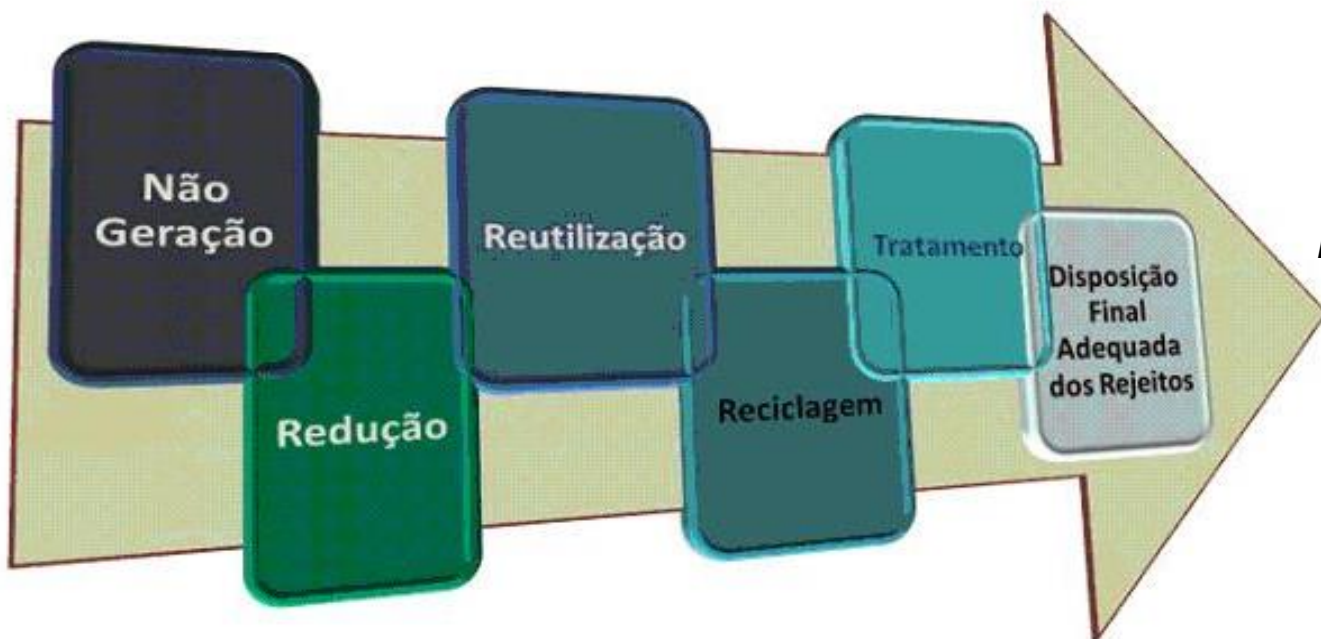 Não
Geração
Redução
Reutilização
Reciclagem
Tratamento
Disposição
Final
Adequada
dos Rejeitos